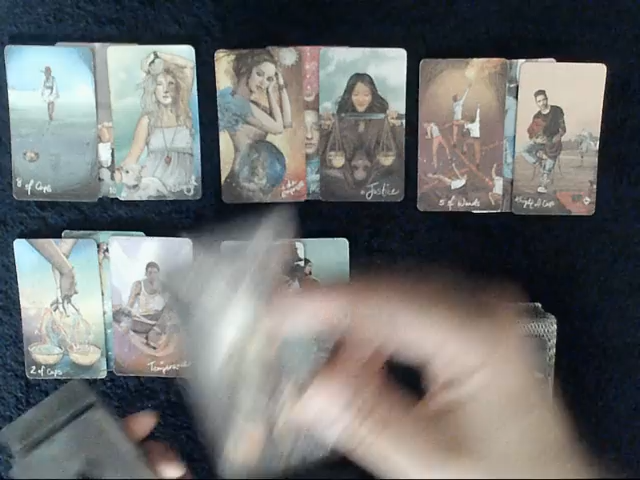 8 of Cups
Justice
5 of Wands
Knight of Cups
2 of Cups
Temperance